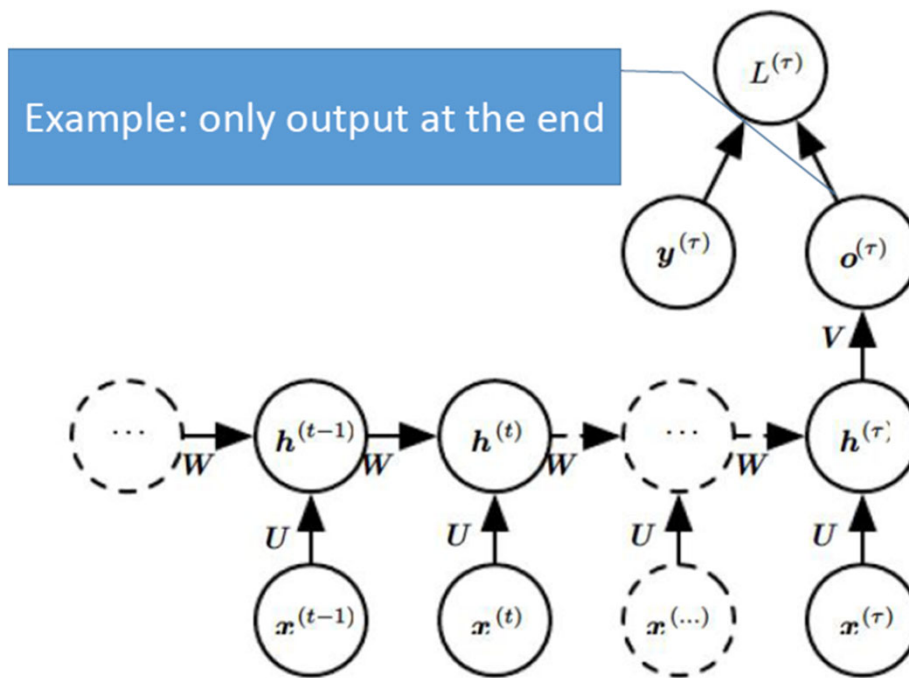 L(τ)
Example: only output at the end
y(τ) o(τ)
V
... h(t−1) h(t) ... h(τ)
W W W W
U U U U
x(t−1) x(t) x(...) x(τ)